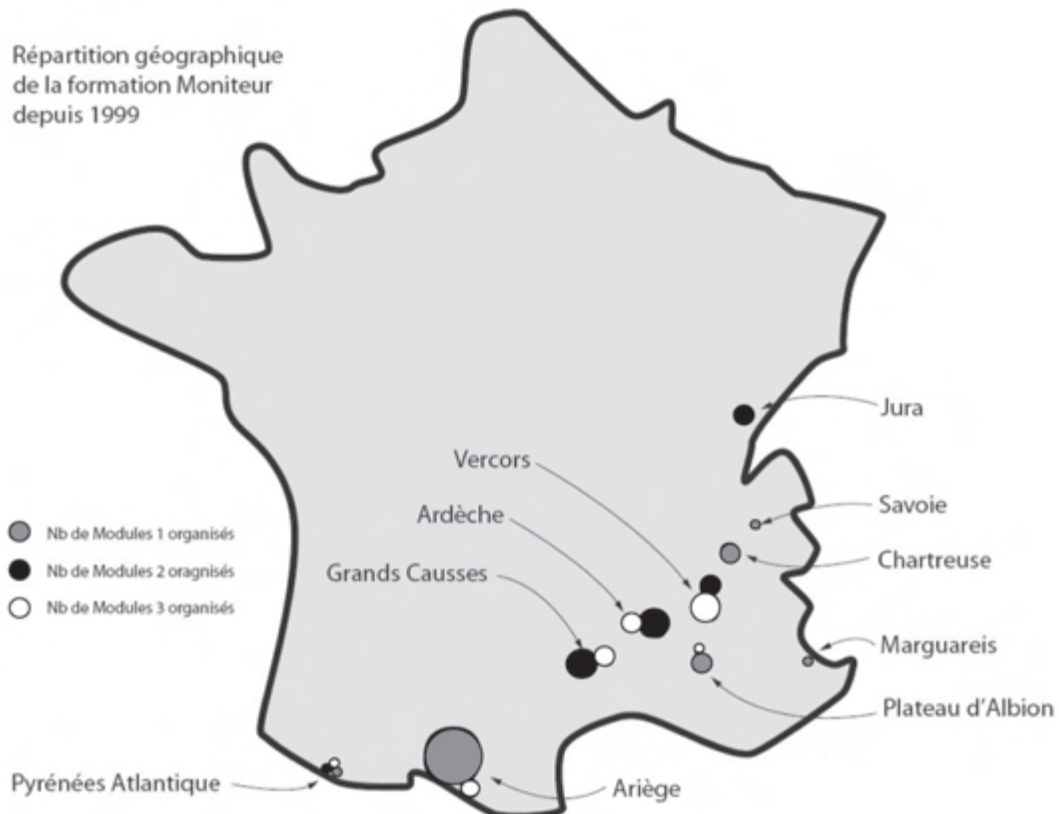 Répartition géographique
de la formation Moniteur
depuis 1999
Jura
Vercors
Savoie
Ardèche
Nb de Modules 1 organisés
Chartreuse
Nb de Modules 2 oragnisés
Grands Causses
Nb de Modules 3 organisés
Marguareis
Plateau d'Albion
Pyrénées Atlantique
Ariège